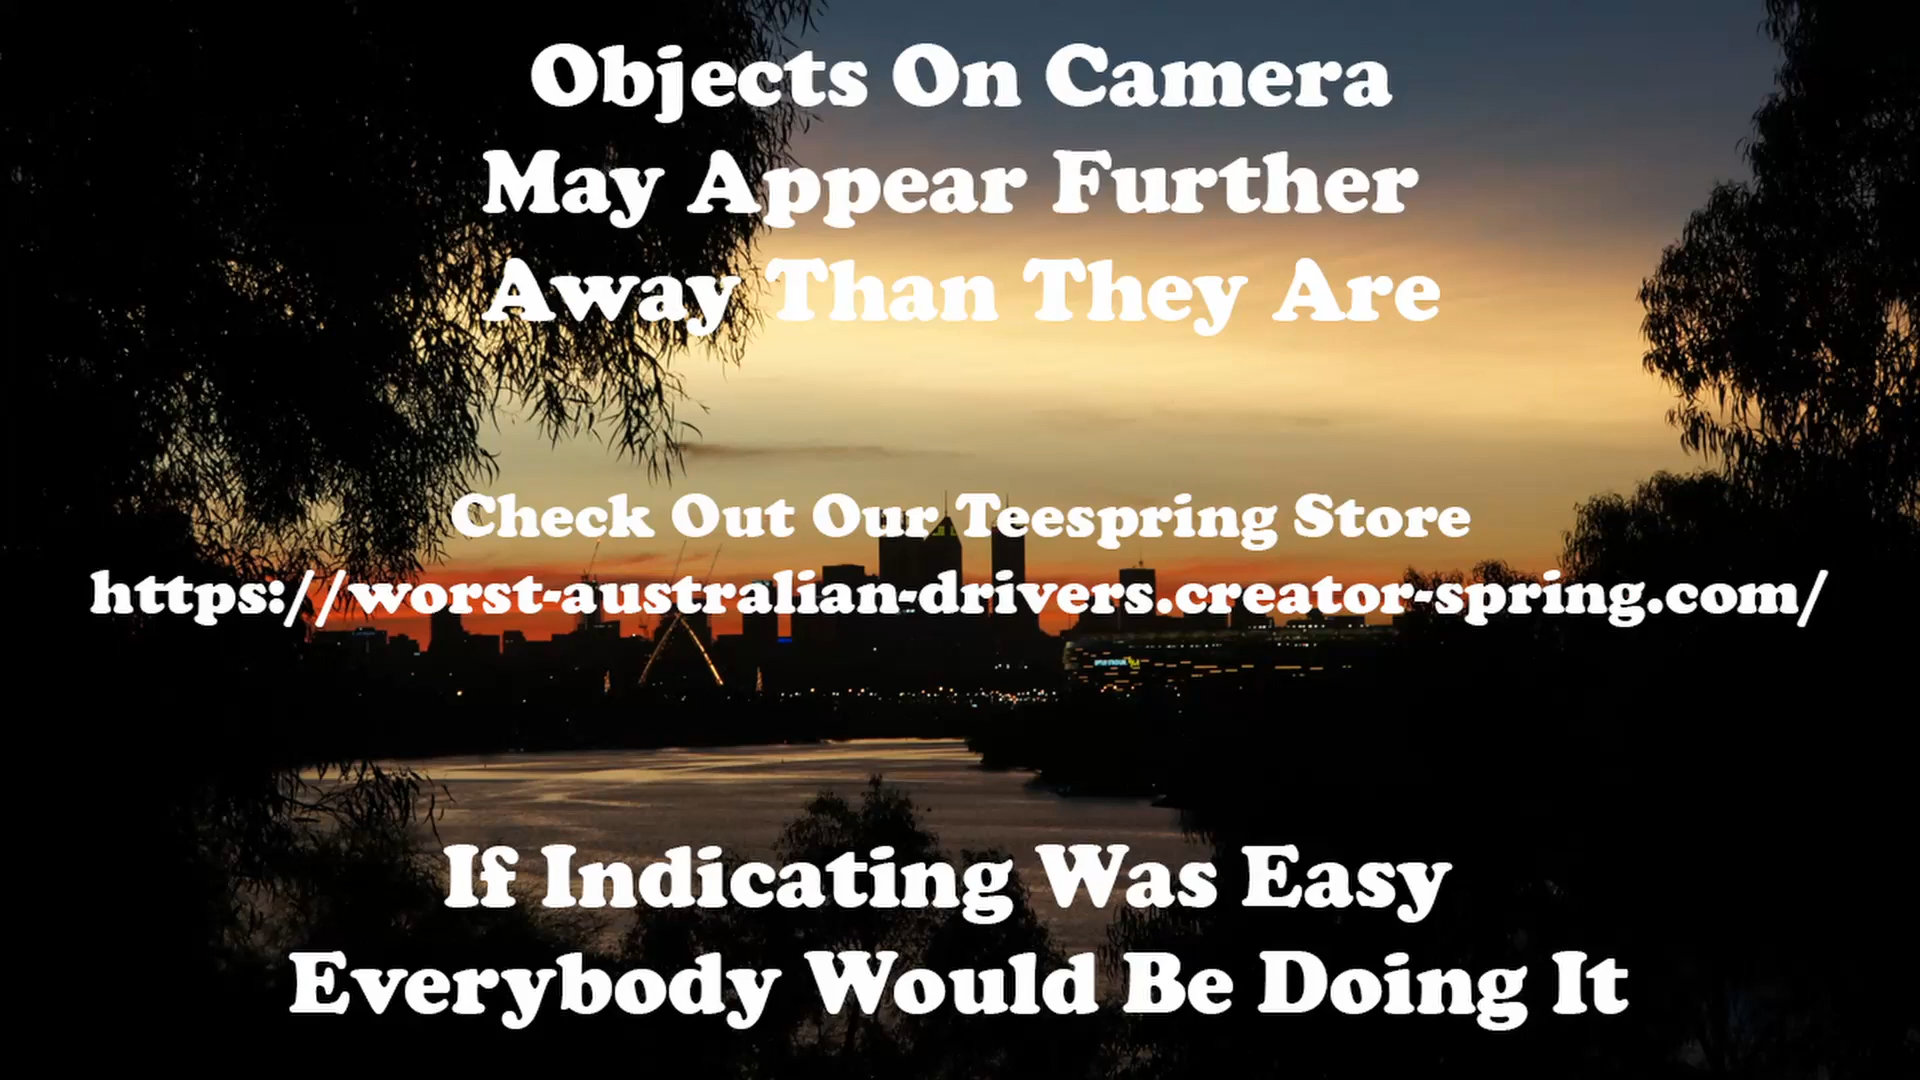 Objects On Camera
May Appear Further
Away Than They Are
Check Out Our Teespring Store
https://worst-australian-drivers.creator-spring.com/
If Indicating Was Easy
Everybody Would Be Doing It